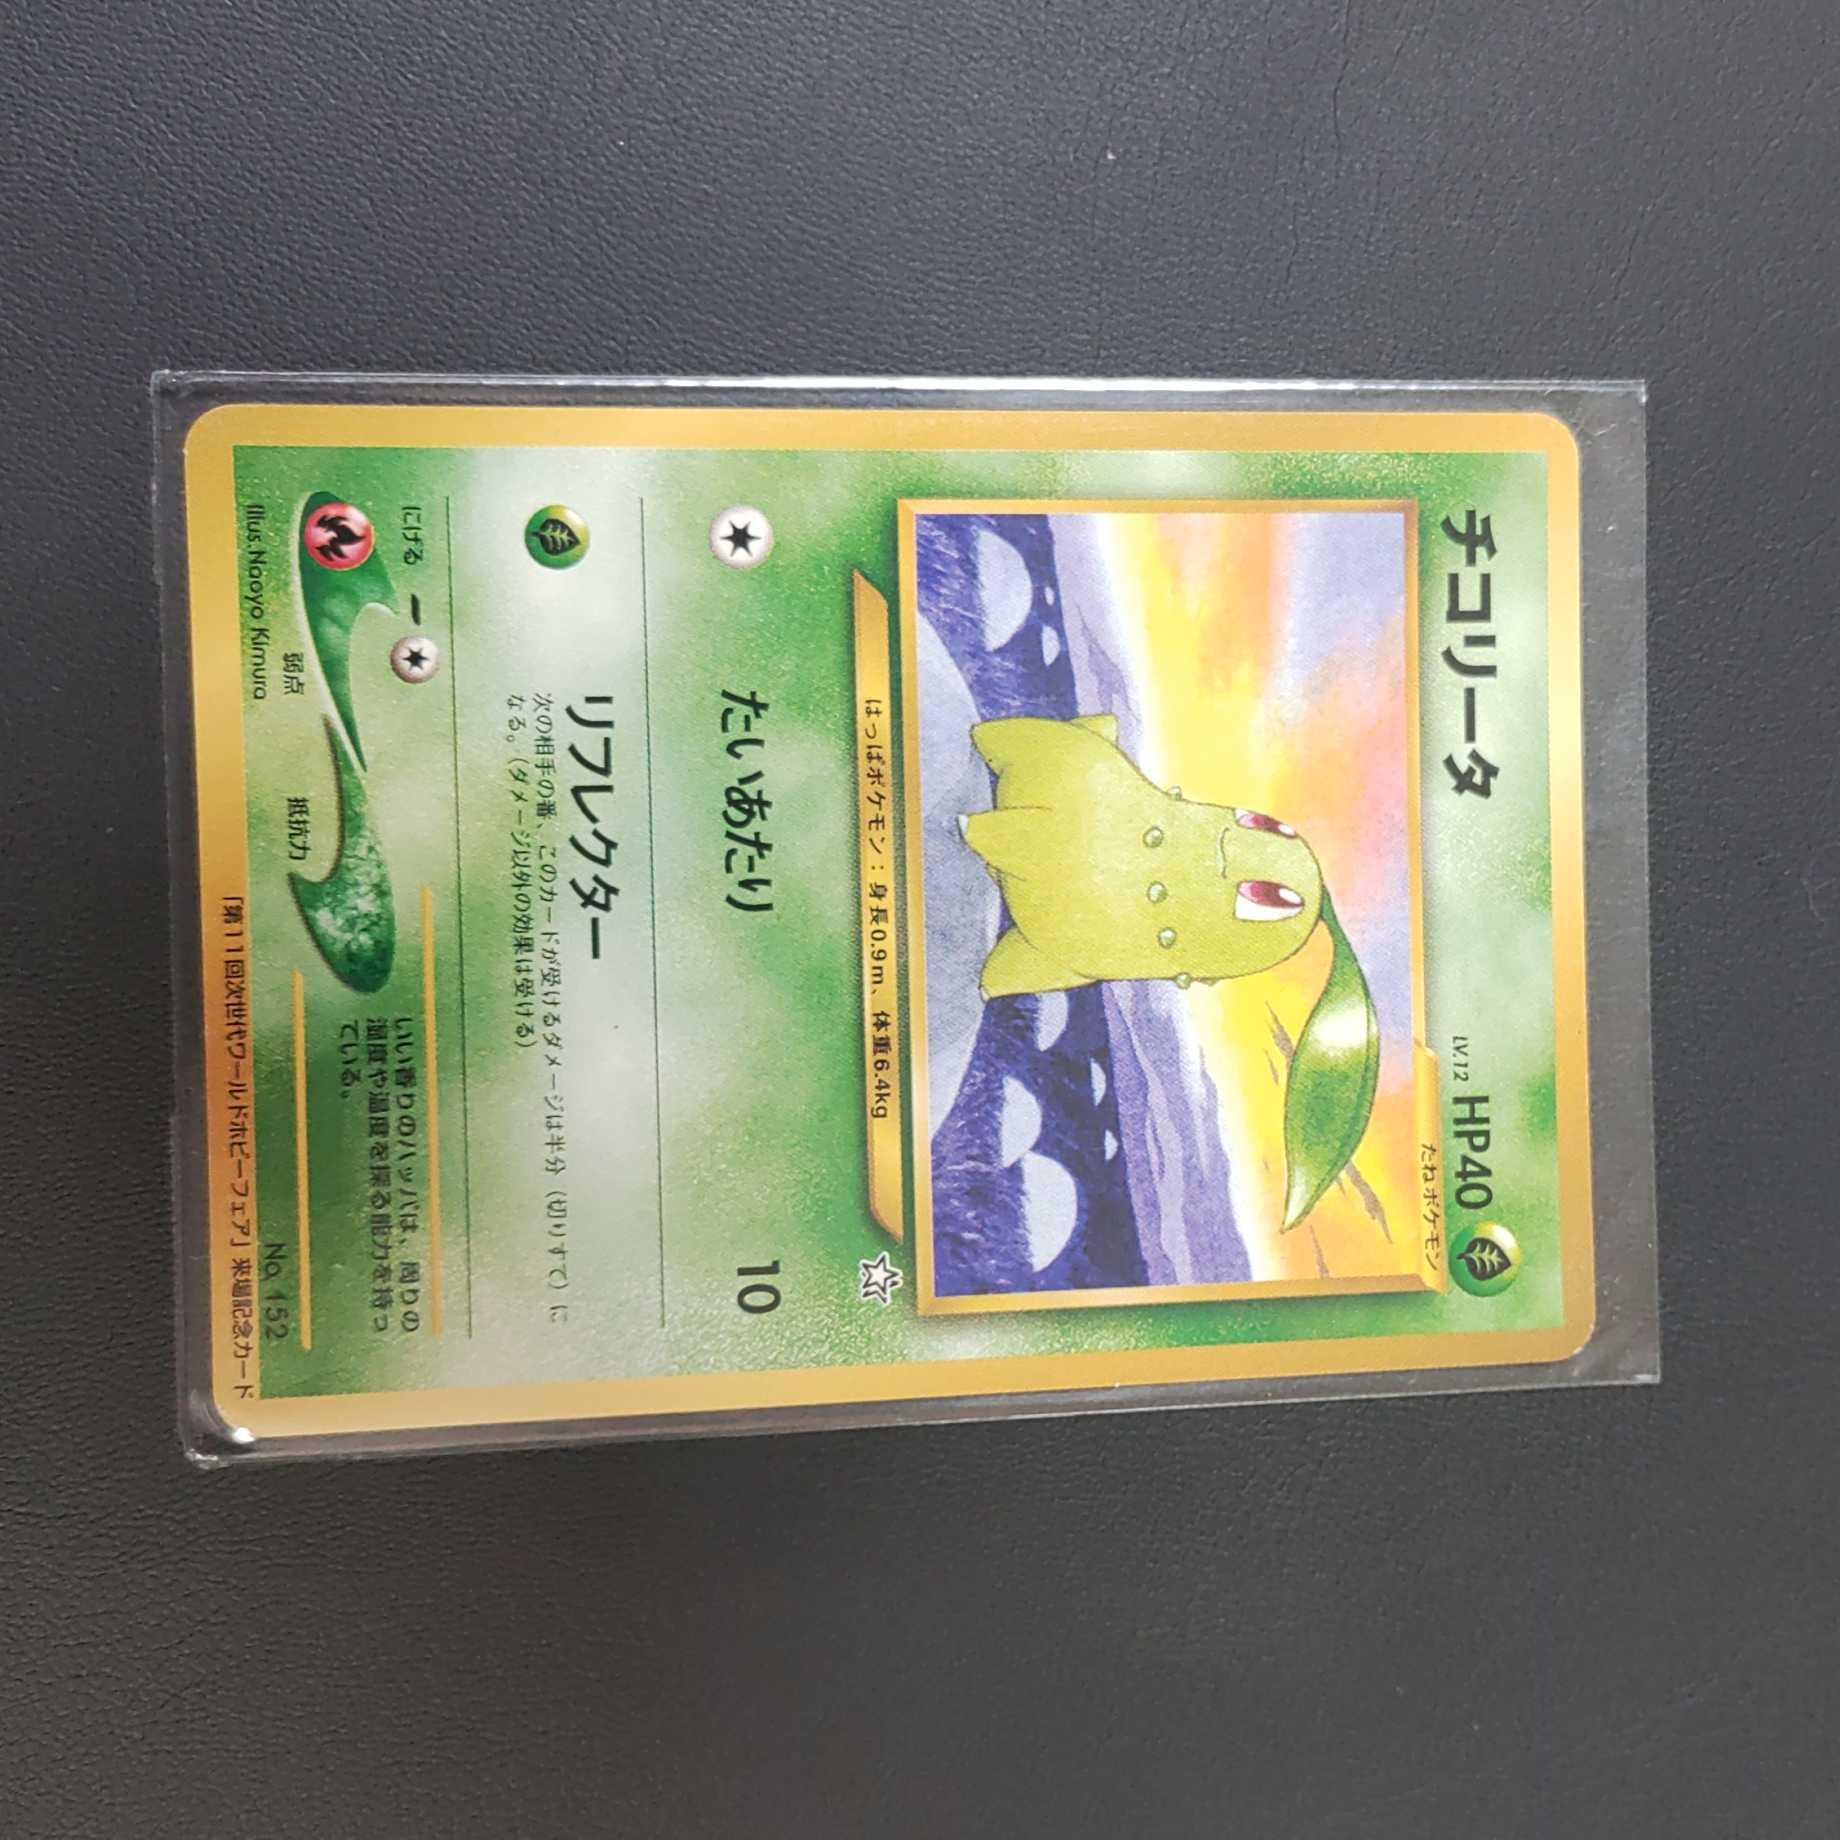 チコリータ
LV.12 HP40
たねポケモン
はっぱポケモン：身長0.9m、体重6.4kg
たいあたり 10
リフレクター
次の相手の番、このカードが受けるダメージは半分（切りすて）に
なる。（ダメージ以外の効果は受ける）
にげる
弱点
抵抗力
いい香りのハッパは、周りの
湿度や温度を探る能力を持っ
ている。
Illus.Naoyo Kimura
No. 152
「第11回次世代ワールドホビーフェア」来場記念カード